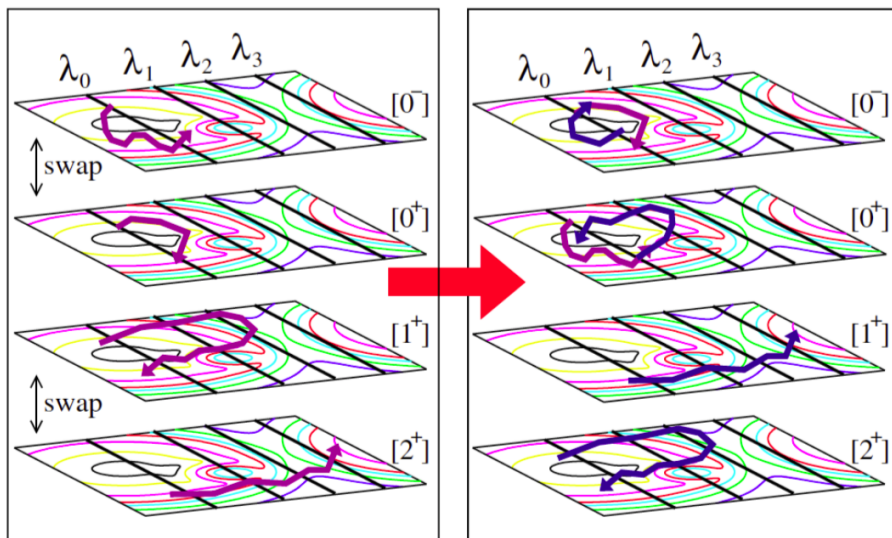 λ₀ λ₁ λ₂ λ₃
[0⁻]
swap
[0⁺]
[1⁺]
swap
[2⁺]
λ₀ λ₁ λ₂ λ₃
[0⁻]
[0⁺]
[1⁺]
[2⁺]